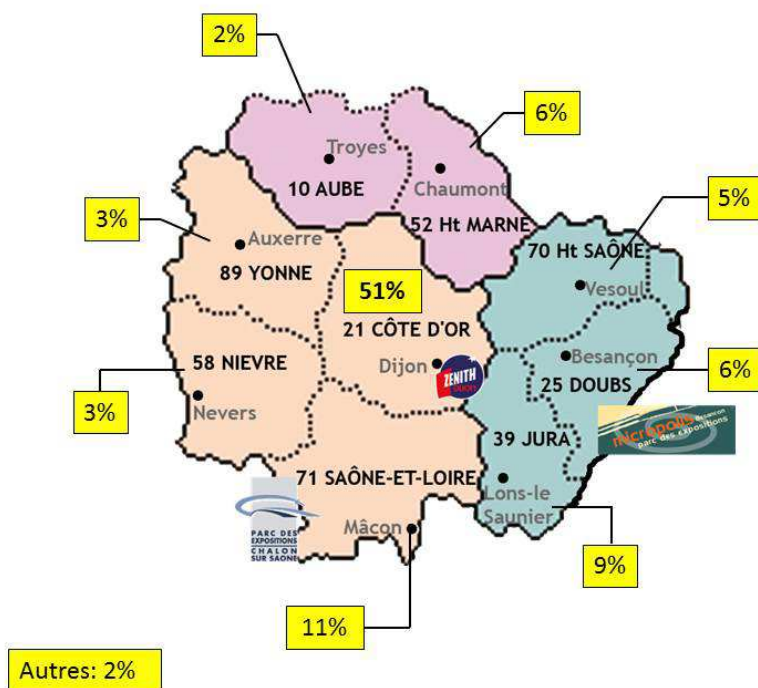 2%
6%
Troyes
10 AUBE
Chaumont
52 Ht MARNE
5%
3%
Auxerre
89 YONNE
70 Ht SAÔNE
Vesoul
51%
21 CÔTE D'OR
58 NIEVRE
Dijon
ZENITH
DIJON
Besançon
25 DOUBS
6%
3%
Nevers
micropolis besancon
parc des expositions
39 JURA
71 SAÔNE-ET-LOIRE
Lons-le
Saunier
PARC DES
EXPOSITIONS
CHALON
SUR SAONE
Mâcon
9%
11%
Autres: 2%